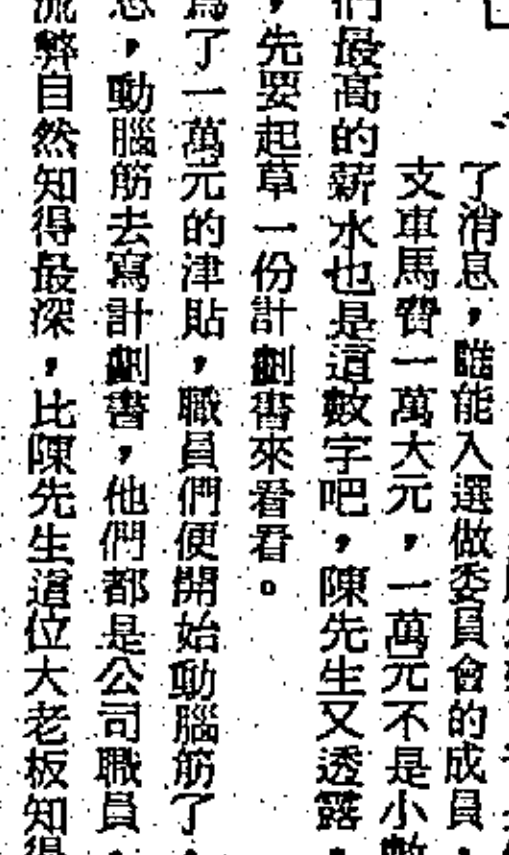 了消息，誰能入選做委員會的成員，
支車馬費一萬大元，一萬元不是小數
們最高的薪水也是這數字吧，陳先生又透露，
，先要起草一份計劃書來看看。
為了一萬元的津貼，職員們便開始動腦筋了，
息，動腦筋去寫計劃書，他們都是公司職員，
流弊自然知得最深，比陳先生這位大老板知得